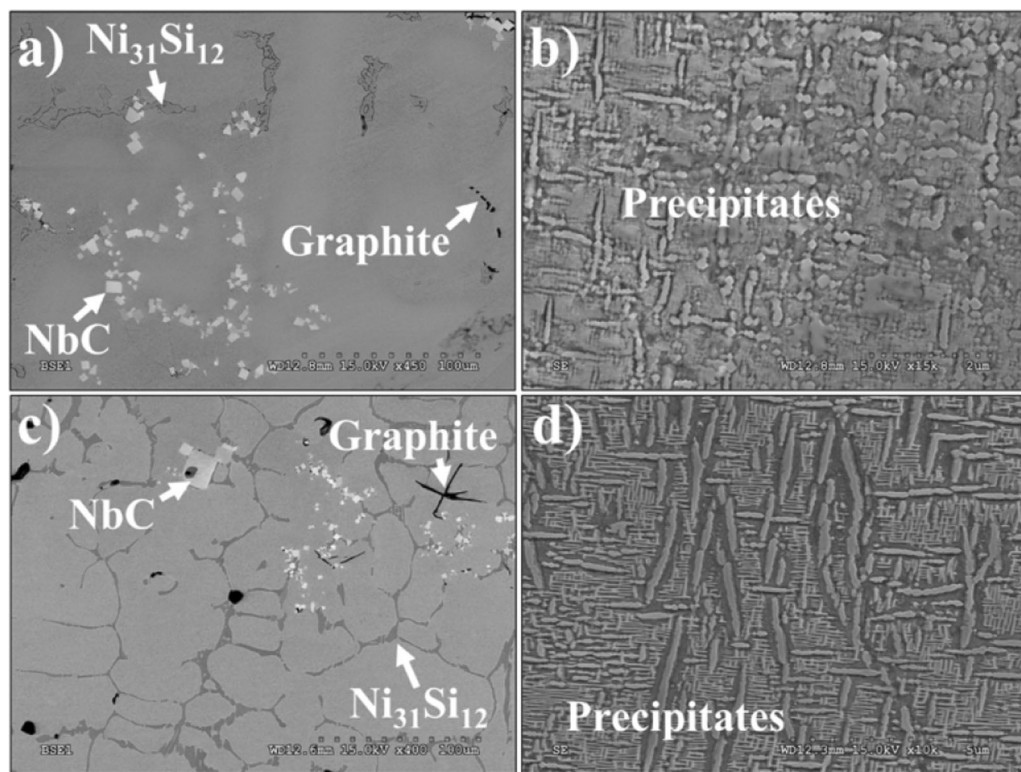 a)
Ni31Si12
Graphite
NbC
BSE1 WD12.8mm 15.0kV x450 100um
b)
Precipitates
SE WD12.8mm 15.0kV x15k 2um
c)
Graphite
NbC
Ni31Si12
BSE1 WD12.6mm 15.0kV x400 100um
d)
Precipitates
SE WD12.3mm 15.0kV x10k 5um